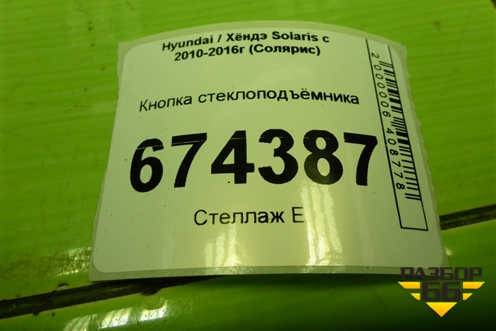 Hyundai / Хёндэ Solaris с
2010-2016г (Солярис)
Кнопка стеклоподъёмника
674387
Стеллаж Е
2000006408778
РАЗБОР
66